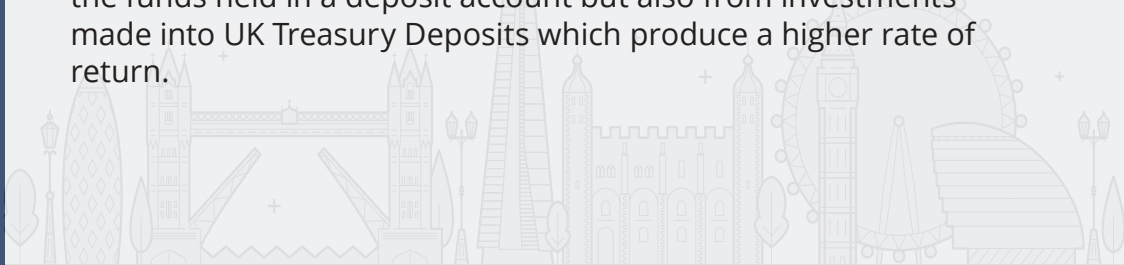 the funds held in a deposit account but also from investments
made into UK Treasury Deposits which produce a higher rate of
return.